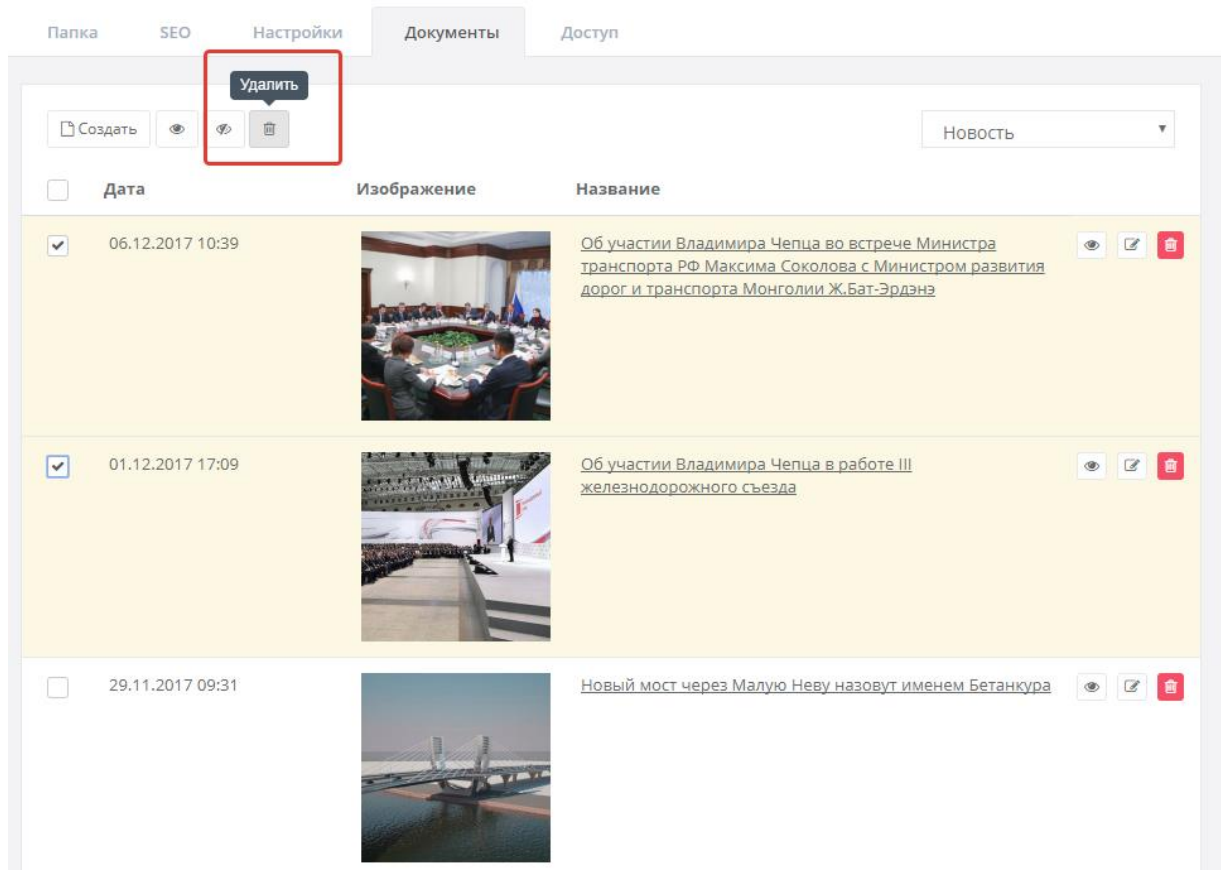 Папка SEO Настройки Документы Доступ
Удалить
Создать
Новость
Дата Изображение Название
06.12.2017 10:39
Об участии Владимира Чепца во встрече Министра
транспорта РФ Максима Соколова с Министром развития
дорог и транспорта Монголии Ж.Бат-Эрдэнэ
01.12.2017 17:09
Об участии Владимира Чепца в работе III
железнодорожного съезда
29.11.2017 09:31
Новый мост через Малую Неву назовут именем Бетанкура